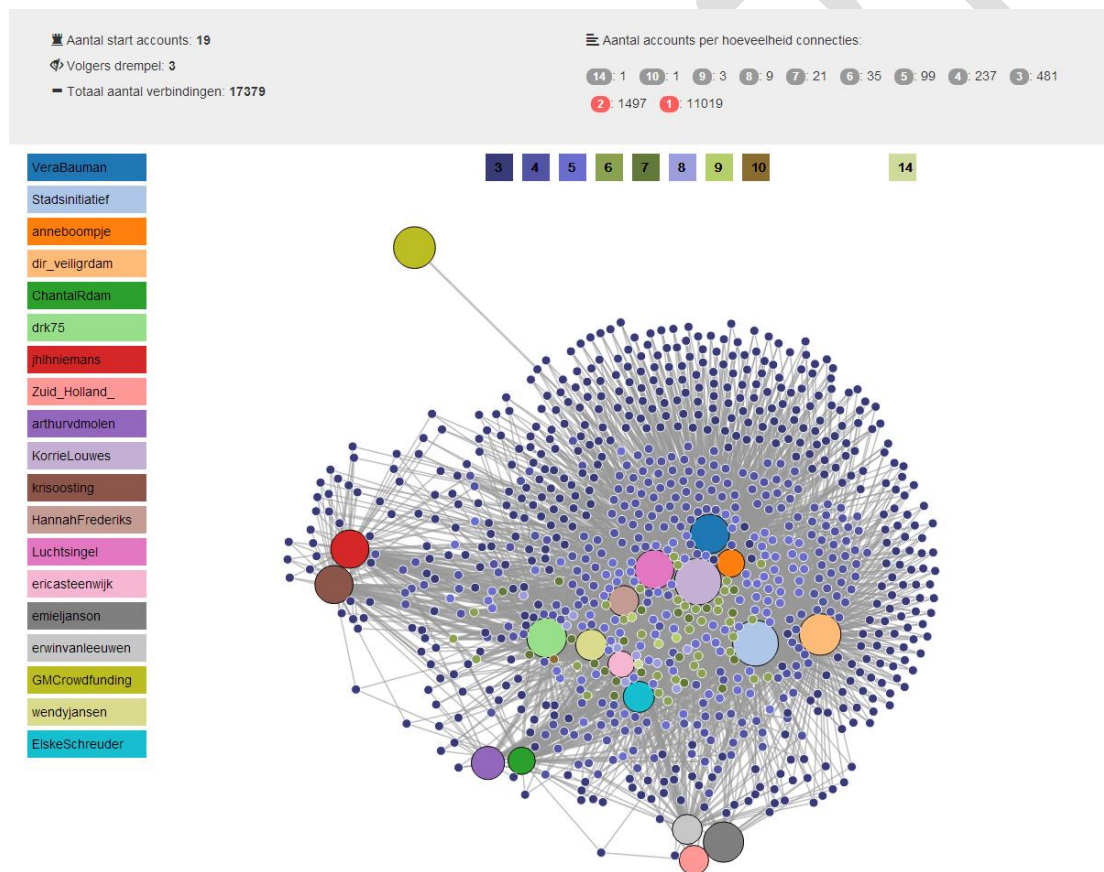 Aantal start accounts: 19
Volgers drempel: 3
Totaal aantal verbindingen: 17379
Aantal accounts per hoeveelheid connecties:
14: 1 10: 1 9: 3 8: 9 7: 21 6: 35 5: 99 4: 237 3: 481
2: 1497 1: 11019
3 4 5 6 7 8 9 10 14
VeraBauman
Stadsinitiatief
anneboompje
dir_veiligrdam
ChantalRdam
drk75
jhlhniemans
Zuid_Holland_
arthurvdmolen
KorrieLouwes
krisoosting
HannahFrederiks
Luchtsingel
ericasteenwijk
emieljanson
erwinvanleeuwen
GMCrowdfunding
wendyjansen
ElskeSchreuder